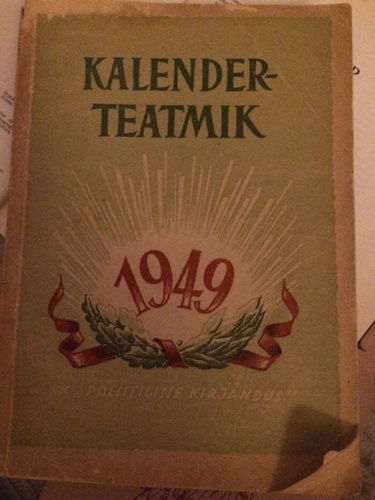 KALENDER-
TEATMIK
1949
RK „POLIITILINE KIRJANDUS"